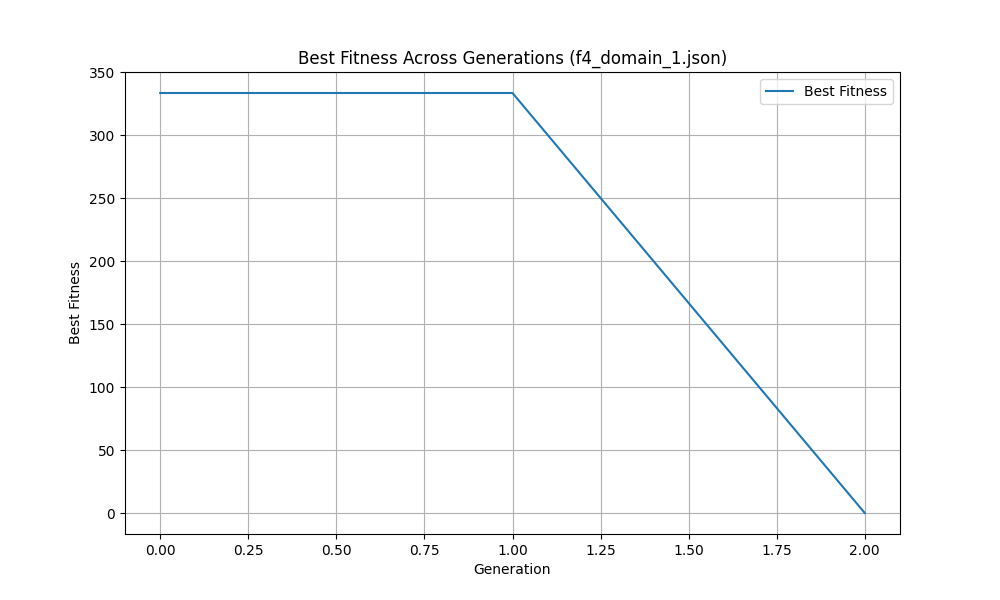 Best Fitness Across Generations (f4_domain_1.json)
Best Fitness
350
300
250
200
150
100
50
0
Best Fitness
0.00 0.25 0.50 0.75 1.00 1.25 1.50 1.75 2.00
Generation